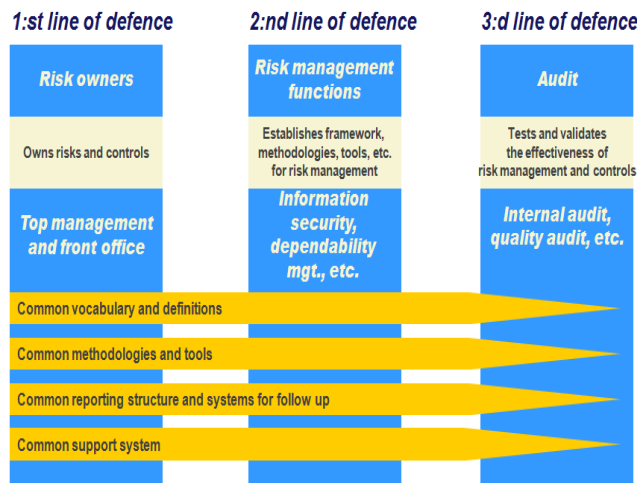 1:st line of defence
2:nd line of defence
3:d line of defence
Risk owners
Risk management
functions
Audit
Owns risks and controls
Establishes framework,
methodologies, tools, etc.
for risk management
Tests and validates
the effectiveness of
risk management and controls
Top management
and front office
Information
security,
dependability
mgt., etc.
Internal audit,
quality audit, etc.
Common vocabulary and definitions
Common methodologies and tools
Common reporting structure and systems for follow up
Common support system